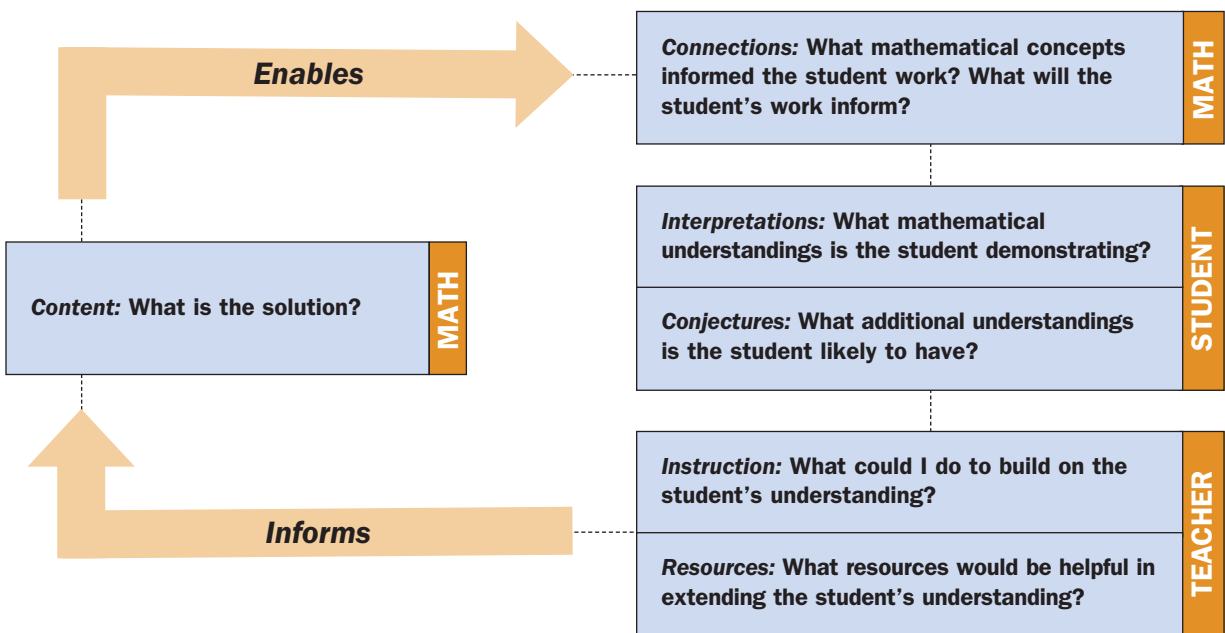 Enables
Connections: What mathematical concepts
informed the student work? What will the
student’s work inform?
MATH
Interpretations: What mathematical
understandings is the student demonstrating?
Conjectures: What additional understandings
is the student likely to have?
STUDENT
Content: What is the solution?
MATH
Instruction: What could I do to build on the
student’s understanding?
Resources: What resources would be helpful in
extending the student’s understanding?
TEACHER
Informs